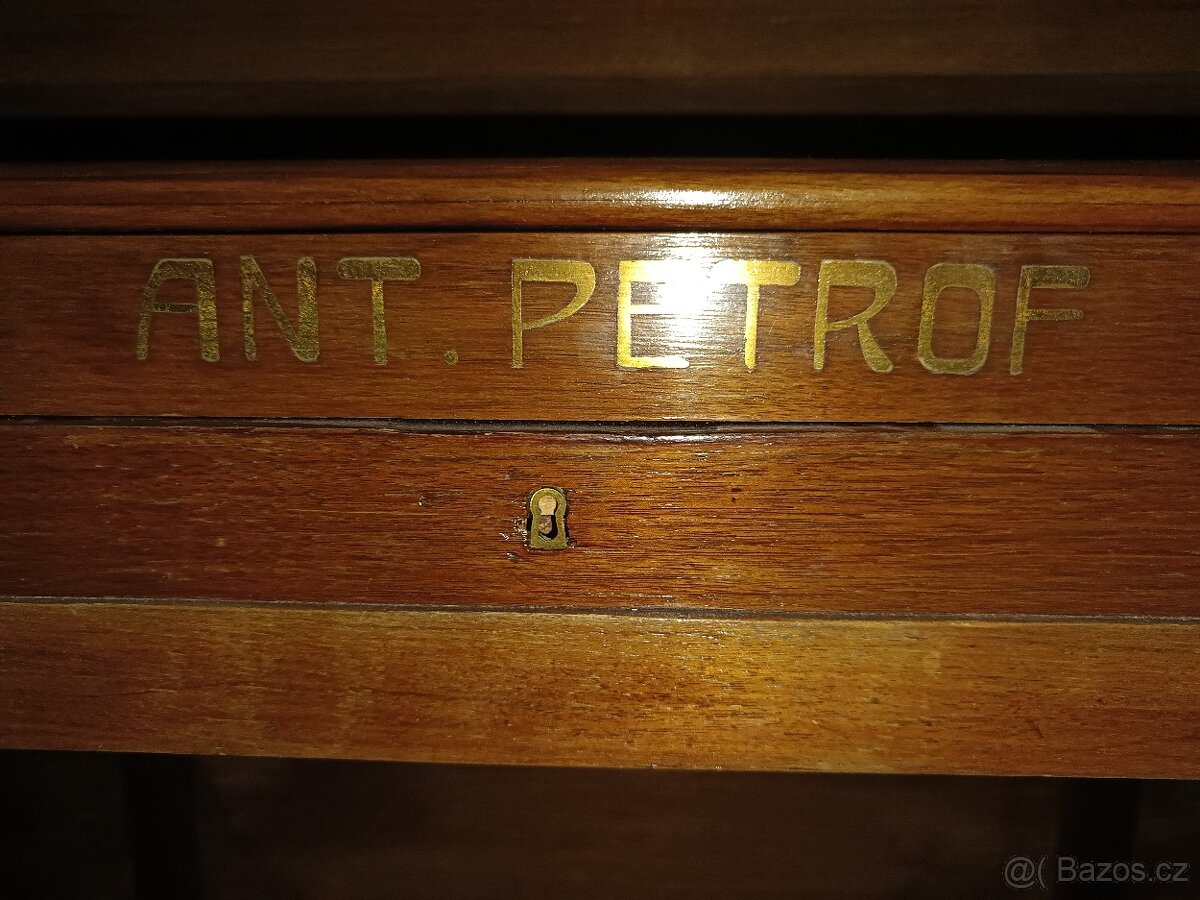 ANT. PETROF
@( Bazos.cz